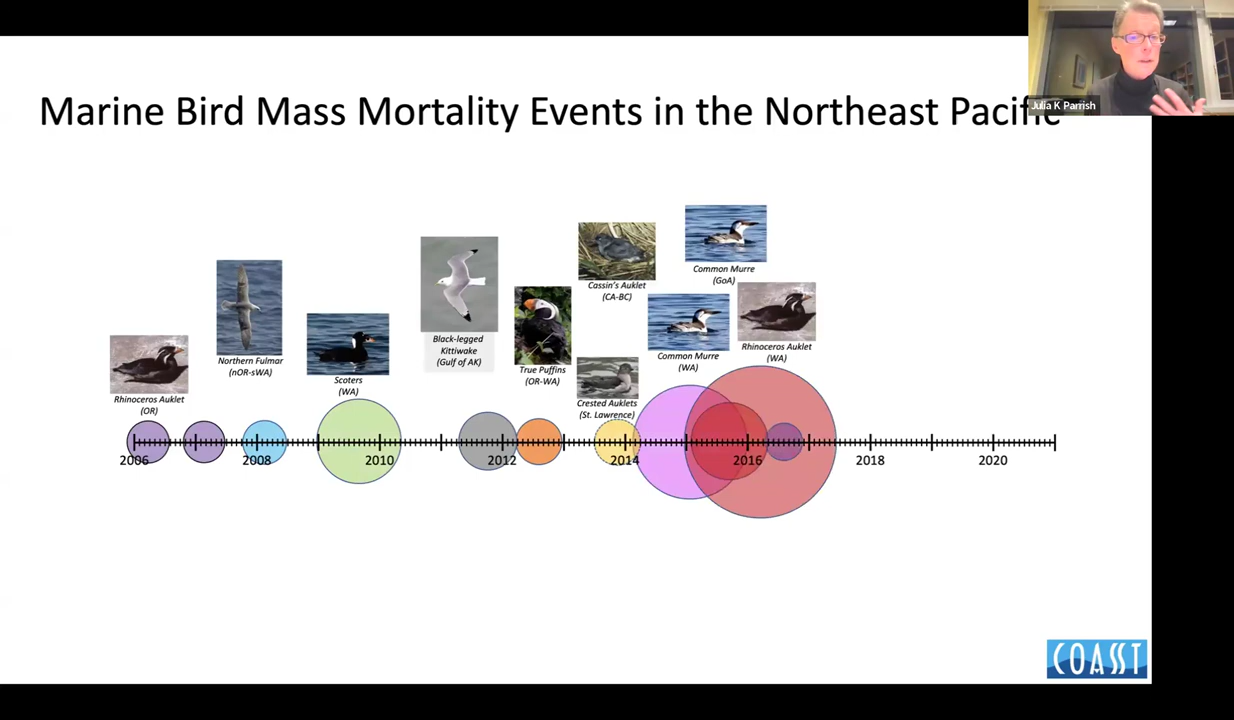 Julia K Parrish
Marine Bird Mass Mortality Events in the Northeast Pacific
Common Murre
(GoA)
Cassin's Auklet
(CA-BC)
Rhinoceros Auklet
(WA)
Common Murre
(WA)
Black-legged
Kittiwake
(Gulf of AK)
True Puffins
(OR-WA)
Northern Fulmar
(nOR-sWA)
Scoters
(WA)
Rhinoceros Auklet
(OR)
Crested Auklets
(St. Lawrence)
2006 2008 2010 2012 2014 2016 2018 2020
COASST